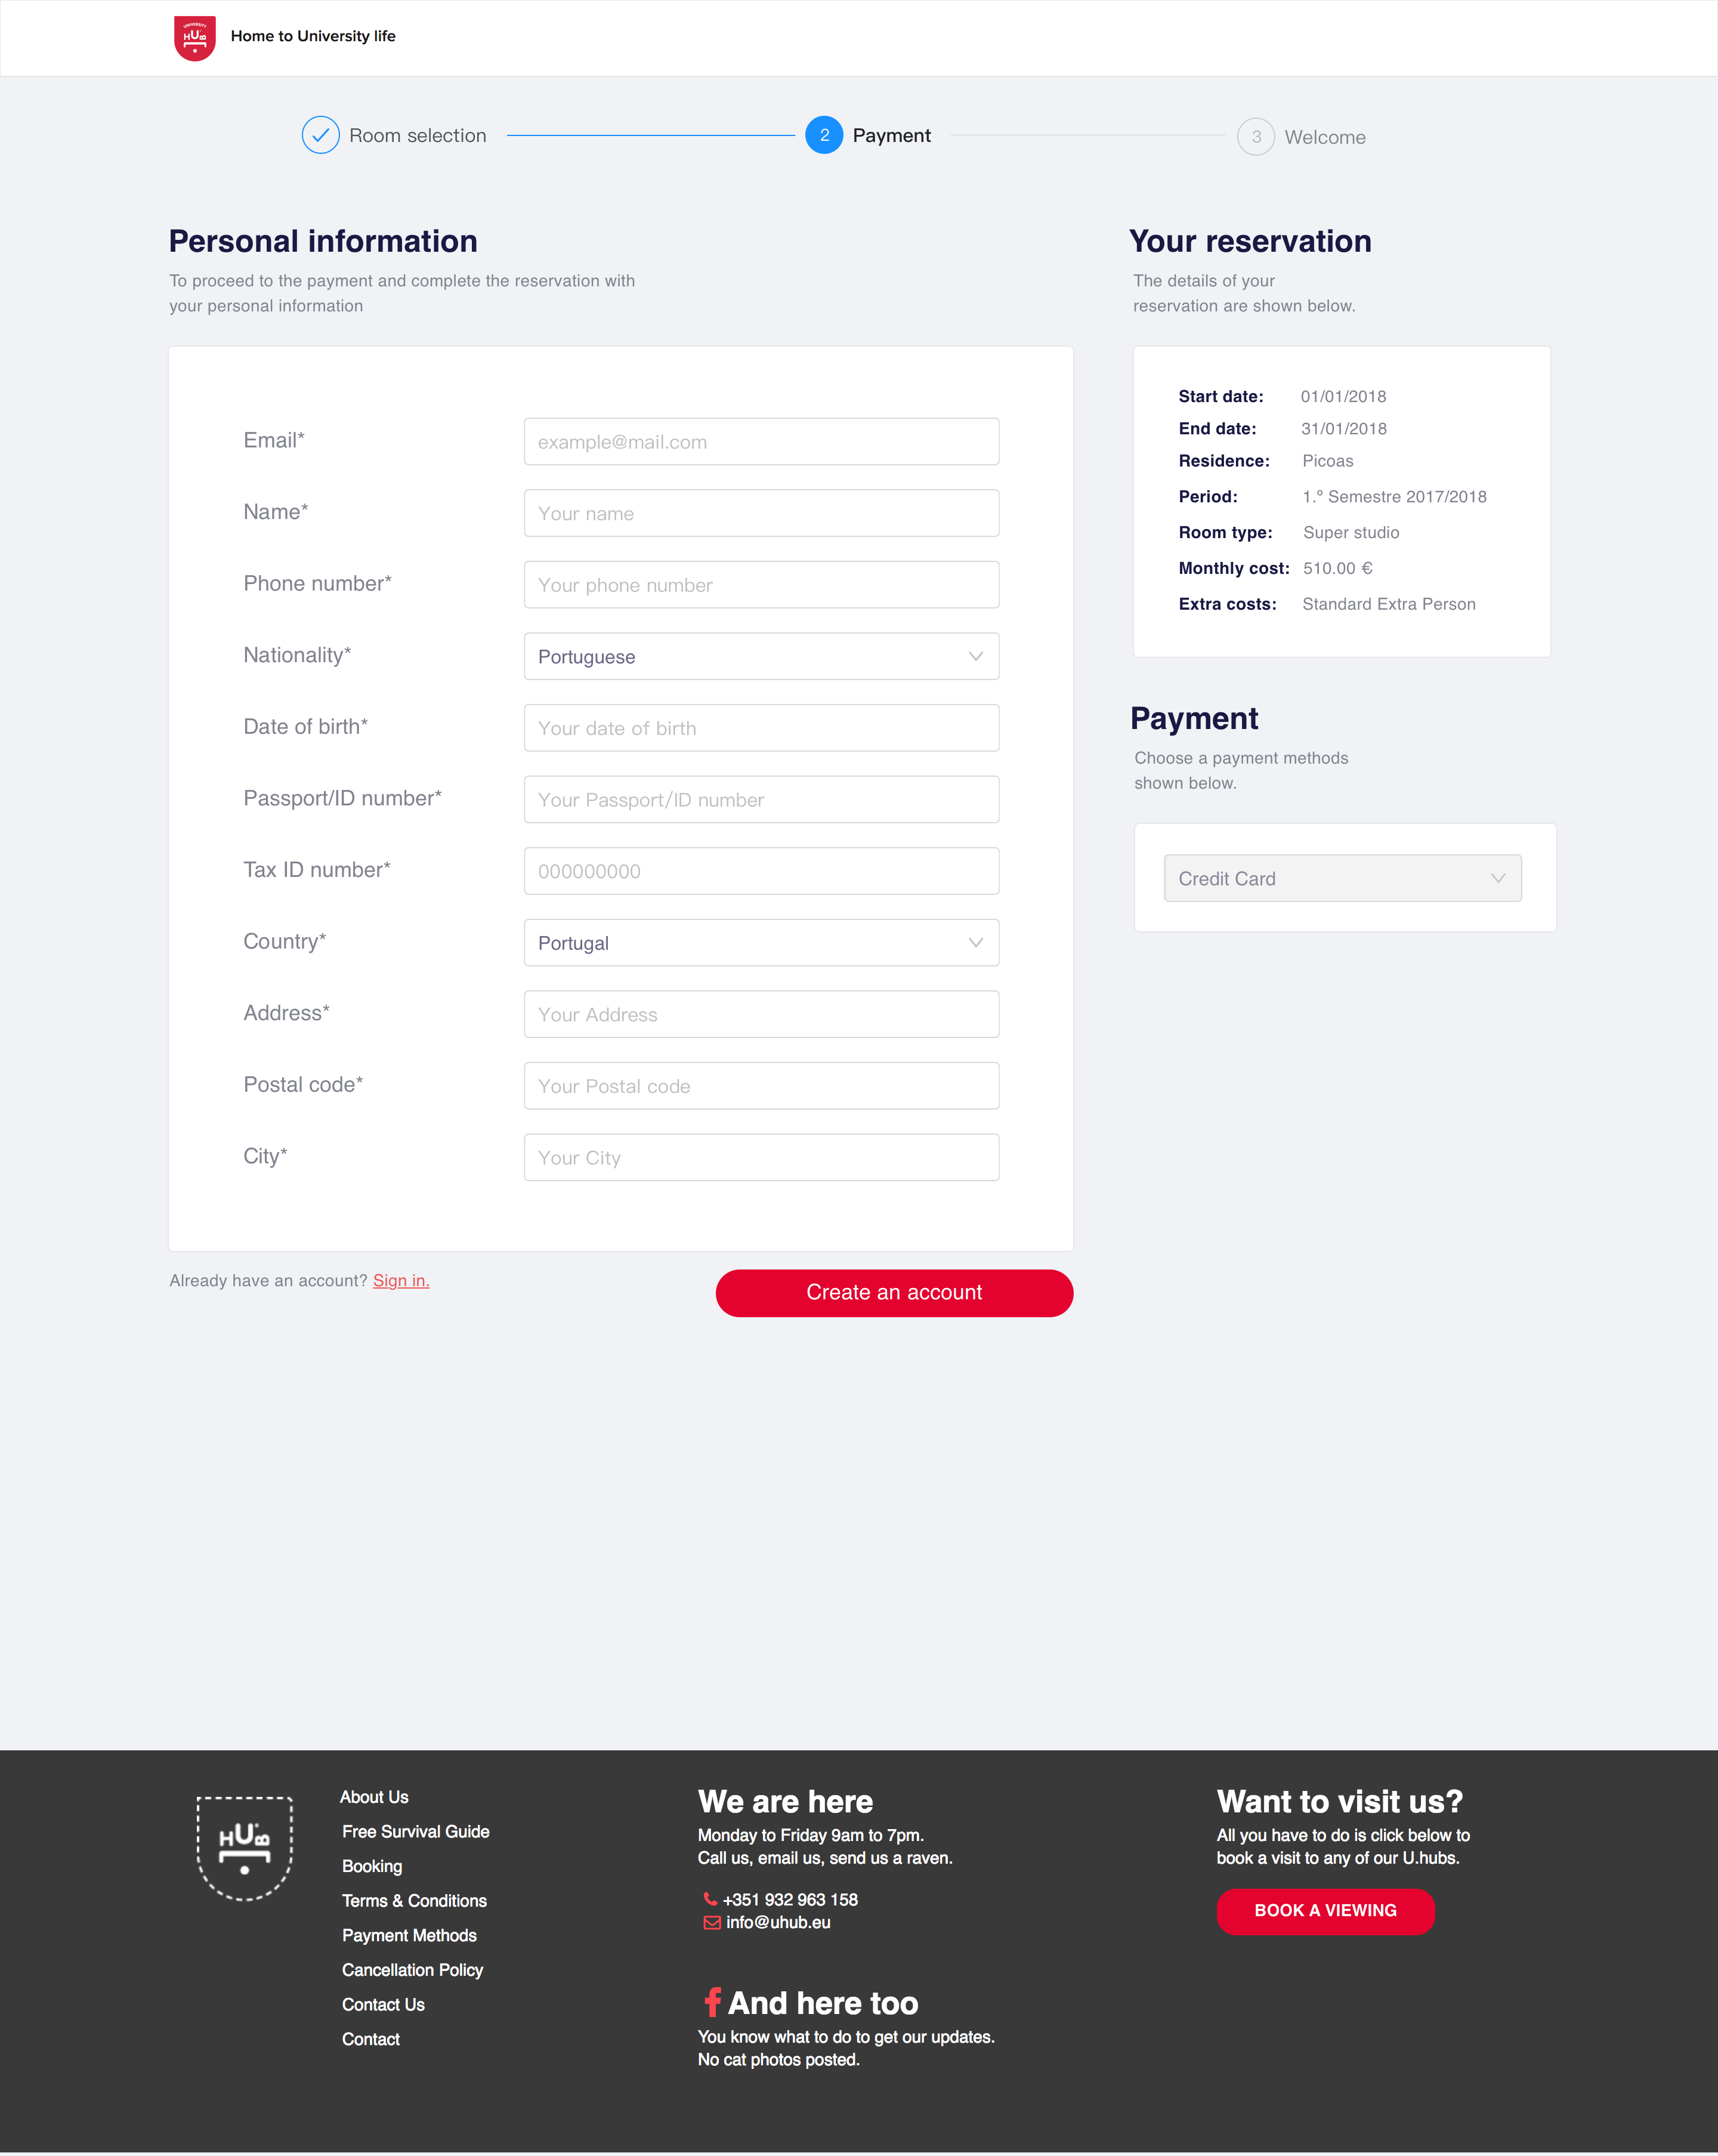 UNIVERSITY
HUB
Home to University life
Room selection
2
Payment
3
Welcome
Personal information
To proceed to the payment and complete the reservation with
your personal information
Email*
example@mail.com
Name*
Your name
Phone number*
Your phone number
Nationality*
Portuguese
Date of birth*
Your date of birth
Passport/ID number*
Your Passport/ID number
Tax ID number*
000000000
Country*
Portugal
Address*
Your Address
Postal code*
Your Postal code
City*
Your City
Already have an account? Sign in.
Create an account
Your reservation
The details of your
reservation are shown below.
Start date: 01/01/2018
End date: 31/01/2018
Residence: Picoas
Period: 1.º Semestre 2017/2018
Room type: Super studio
Monthly cost: 510.00 €
Extra costs: Standard Extra Person
Payment
Choose a payment methods
shown below.
Credit Card
HUB
About Us
Free Survival Guide
Booking
Terms & Conditions
Payment Methods
Cancellation Policy
Contact Us
Contact
We are here
Monday to Friday 9am to 7pm.
Call us, email us, send us a raven.
+351 932 963 158
info@uhub.eu
And here too
You know what to do to get our updates.
No cat photos posted.
Want to visit us?
All you have to do is click below to
book a visit to any of our U.hubs.
BOOK A VIEWING